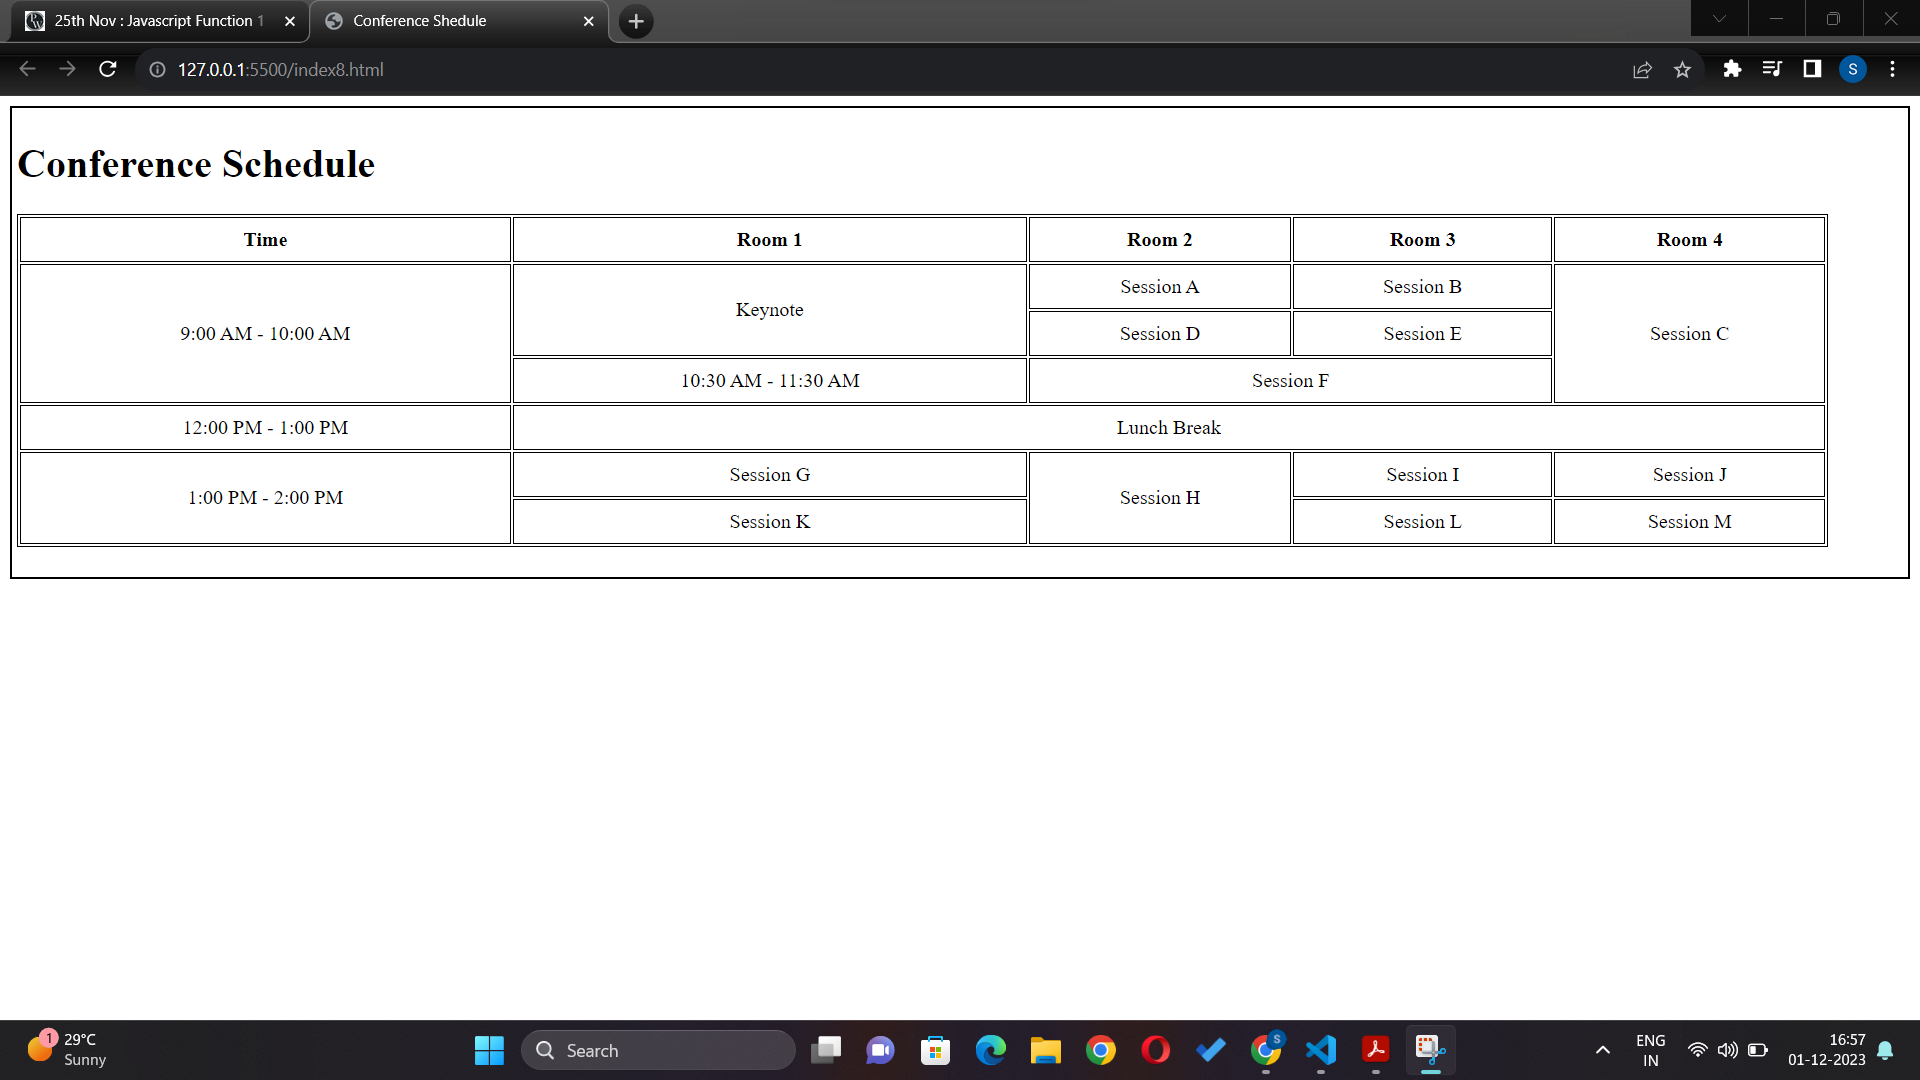 25th Nov : Javascript Function 1
Conference Shedule
127.0.0.1:5500/index8.html
S
Conference Schedule
Time Room 1 Room 2 Room 3 Room 4
9:00 AM - 10:00 AM Keynote Session A Session B Session C
Session D Session E
10:30 AM - 11:30 AM Session F
12:00 PM - 1:00 PM Lunch Break
1:00 PM - 2:00 PM Session G Session H Session I Session J
Session K Session L Session M
1
29°C
Sunny
Search
S
ENG
IN
16:57
01-12-2023